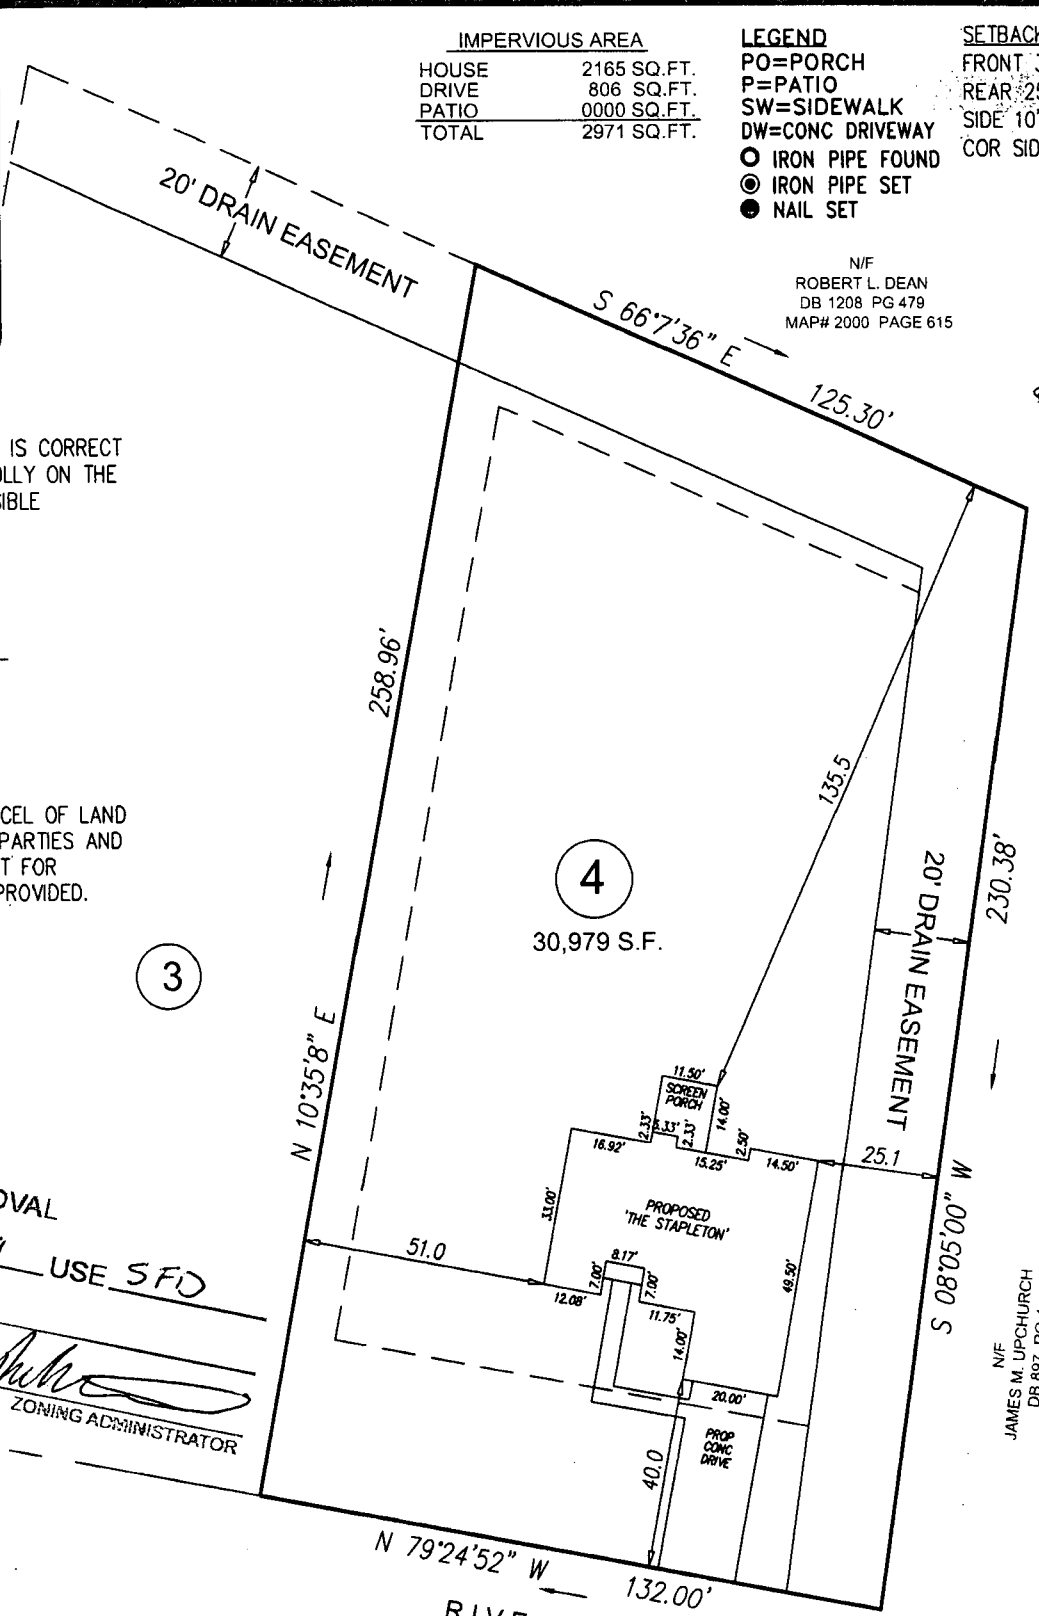 IMPERVIOUS AREA
HOUSE 2165 SQ.FT.
DRIVE 806 SQ.FT.
PATIO 0000 SQ.FT.
TOTAL 2971 SQ.FT.
LEGEND
PO=PORCH
P=PATIO
SW=SIDEWALK
DW=CONC DRIVEWAY
IRON PIPE FOUND
IRON PIPE SET
NAIL SET
SETBACK
FRONT
REAR 25
SIDE 10'
COR SID
N/F
ROBERT L. DEAN
DB 1208 PG 479
MAP# 2000 PAGE 615
20' DRAIN EASEMENT
S 66°7'36" E
125.30'
IS CORRECT
OLLY ON THE
SIBLE
258.96'
135.5
CEL OF LAND
PARTIES AND
T FOR
PROVIDED.
4
30,979 S.F.
3
20' DRAIN EASEMENT
230.38'
N 10°35'8" E
11.50'
SCREEN
PORCH
14.00'
2.33'
3.33'
2.33'
2.50'
16.92'
15.25'
14.50'
25.1
33.00'
PROPOSED
'THE STAPLETON'
51.0
8.17'
7.00'
7.00'
12.08'
11.75'
14.00'
49.50'
20.00'
PROP
CONC
DRIVE
40.0
S 08°05'00" W
N/F
JAMES M. UPCHURCH
DB 897 PG
OVAL
USE SFD
ZONING ADMINISTRATOR
N 79°24'52" W
132.00'
RIVE